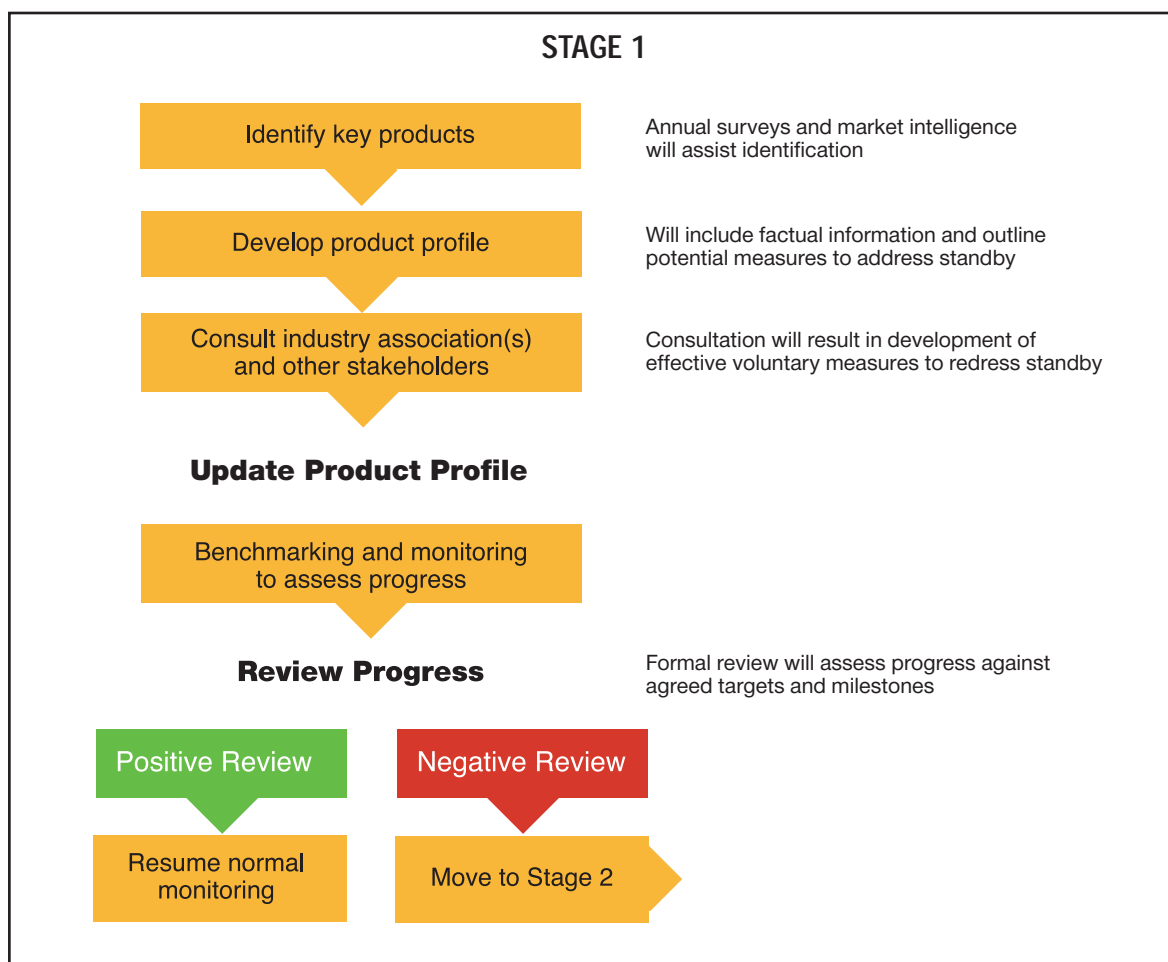 STAGE 1
Identify key products
Annual surveys and market intelligence
will assist identification
Develop product profile
Will include factual information and outline
potential measures to address standby
Consult industry association(s)
and other stakeholders
Consultation will result in development of
effective voluntary measures to redress standby
Update Product Profile
Benchmarking and monitoring
to assess progress
Review Progress
Formal review will assess progress against
agreed targets and milestones
Positive Review
Negative Review
Resume normal
monitoring
Move to Stage 2